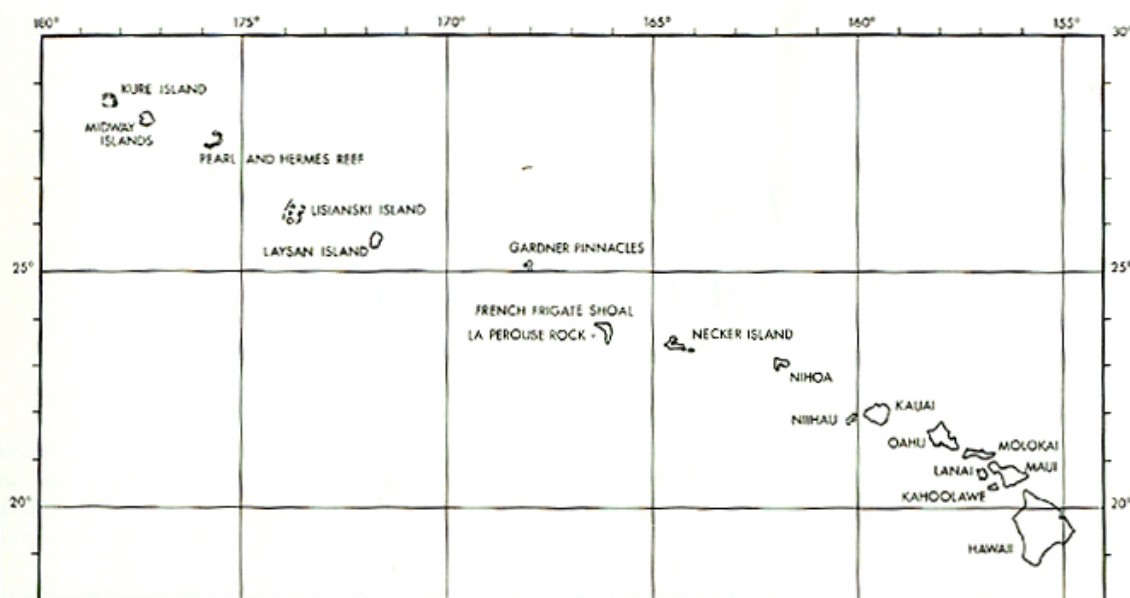 180° 175° 170° 165° 160° 155°
30° 
KURE ISLAND
MIDWAY
ISLANDS
PEARL AND HERMES REEF
LISIANSKI ISLAND
LAYSAN ISLAND
GARDNER PINNACLES
25° 25°
FRENCH FRIGATE SHOAL
LA PEROUSE ROCK
NECKER ISLAND
NIHOA
NIIHAU
KAUAI
OAHU
MOLOKAI
LANAI
MAUI
KAHOOLAWE
20° 20°
HAWAII